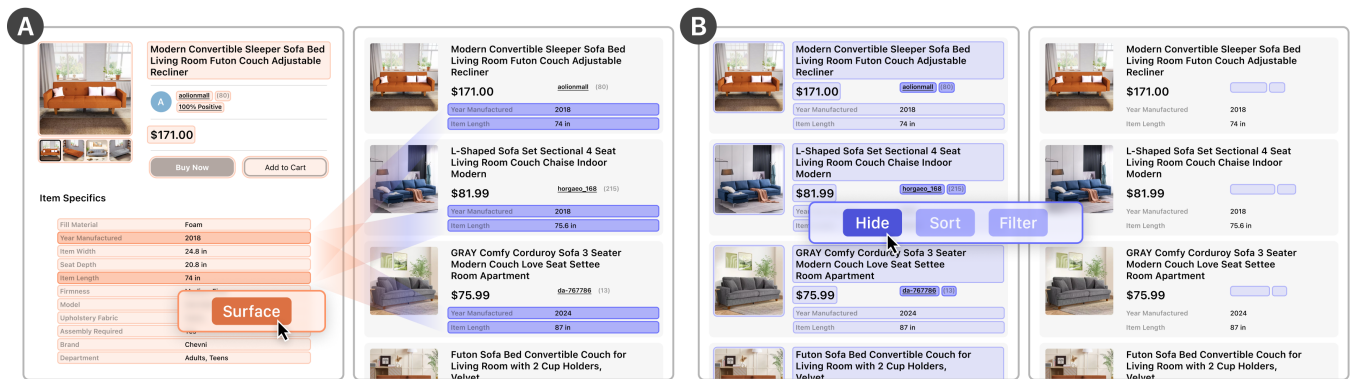 A
Modern Convertible Sleeper Sofa Bed
Living Room Futon Couch Adjustable
Recliner
A
aolionmall (80)
100% Positive
$171.00
Buy Now
Add to Cart
Item Specifics
Fill Material Foam
Year Manufactured 2018
Item Width 24.8 in
Seat Depth 20.8 in
Item Length 74 in
Firmness
Model
Upholstery Fabric
Assembly Required
Brand Chevni
Department Adults, Teens
Surface
Modern Convertible Sleeper Sofa Bed
Living Room Futon Couch Adjustable
Recliner
$171.00
aolionmall (80)
Year Manufactured 2018
Item Length 74 in
L-Shaped Sofa Set Sectional 4 Seat
Living Room Couch Chaise Indoor
Modern
$81.99
horgaeo_168 (215)
Year Manufactured 2018
Item Length 75.6 in
GRAY Comfy Corduroy Sofa 3 Seater
Modern Couch Love Seat Settee
Room Apartment
$75.99
da-767786 (13)
Year Manufactured 2024
Item Length 87 in
Futon Sofa Bed Convertible Couch for
Living Room with 2 Cup Holders,
Velvet
B
Modern Convertible Sleeper Sofa Bed
Living Room Futon Couch Adjustable
Recliner
$171.00
aolionmall (80)
Year Manufactured 2018
Item Length 74 in
L-Shaped Sofa Set Sectional 4 Seat
Living Room Couch Chaise Indoor
Modern
$81.99
horgaeo_168 (215)
Hide
Sort
Filter
GRAY Comfy Corduroy Sofa 3 Seater
Modern Couch Love Seat Settee
Room Apartment
$75.99
da-767786 (13)
Year Manufactured 2024
Item Length 87 in
Futon Sofa Bed Convertible Couch for
Living Room with 2 Cup Holders,
Velvet
Modern Convertible Sleeper Sofa Bed
Living Room Futon Couch Adjustable
Recliner
$171.00
Year Manufactured 2018
Item Length 74 in
L-Shaped Sofa Set Sectional 4 Seat
Living Room Couch Chaise Indoor
Modern
$81.99
Year Manufactured 2018
Item Length 75.6 in
GRAY Comfy Corduroy Sofa 3 Seater
Modern Couch Love Seat Settee
Room Apartment
$75.99
Year Manufactured 2024
Item Length 87 in
Futon Sofa Bed Convertible Couch for
Living Room with 2 Cup Holders,
Velvet